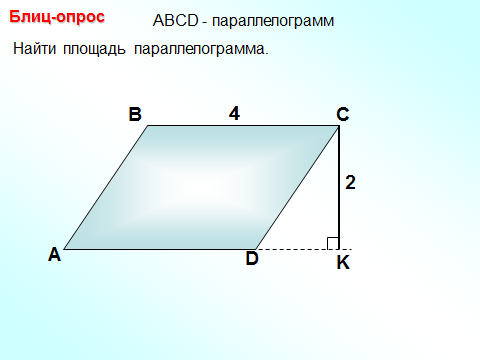 Блиц-опрос
ABCD - параллелограмм
Найти площадь параллелограмма.
B 4 C
2
A D K